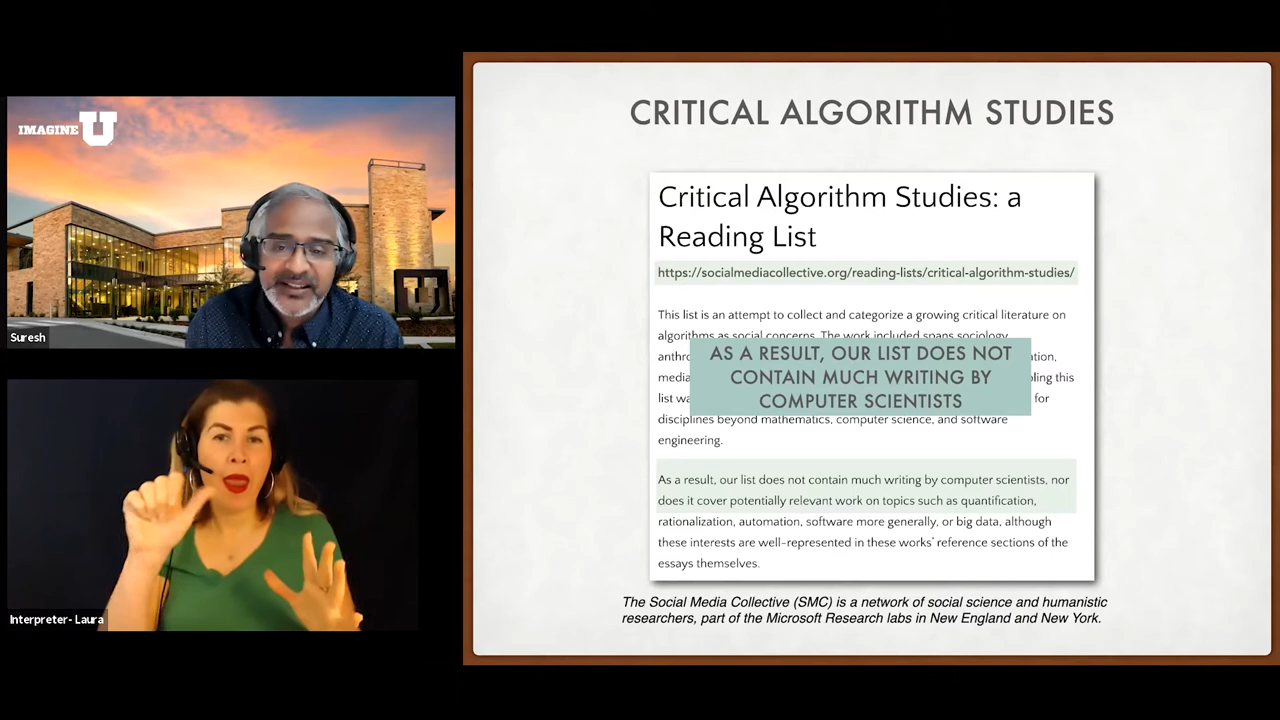 IMAGINE U
Suresh
Interpreter- Laura
CRITICAL ALGORITHM STUDIES
Critical Algorithm Studies: a
Reading List
https://socialmediacollective.org/reading-lists/critical-algorithm-studies/
This list is an attempt to collect and categorize a growing critical literature on
algorithms as social concerns. The work included spans sociology,
AS A RESULT, OUR LIST DOES NOT
CONTAIN MUCH WRITING BY
COMPUTER SCIENTISTS
media
this
list
for
disciplines beyond mathematics, computer science, and software
engineering.
As a result, our list does not contain much writing by computer scientists, nor
does it cover potentially relevant work on topics such as quantification,
rationalization, automation, software more generally, or big data, although
these interests are well-represented in these works' reference sections of the
essays themselves.
The Social Media Collective (SMC) is a network of social science and humanistic
researchers, part of the Microsoft Research labs in New England and New York.